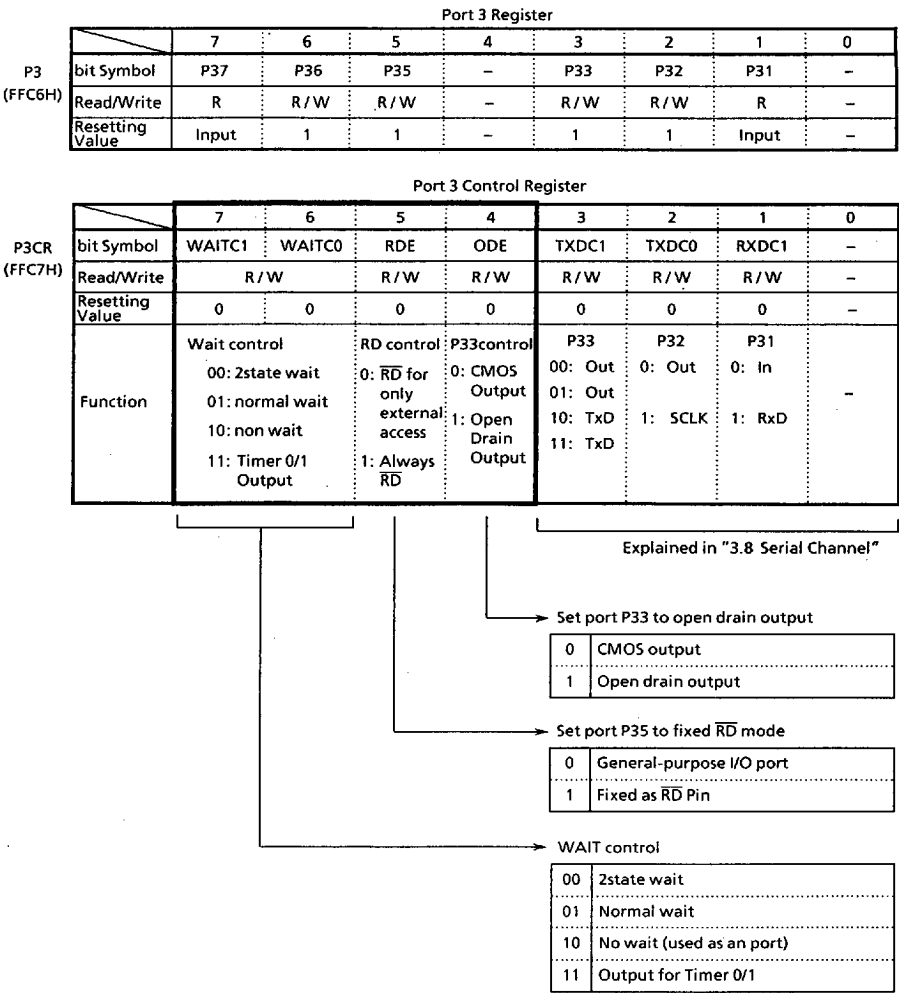 Port 3 Register
7 6 5 4 3 2 1 0
P3 (FFC6H)
bit Symbol P37 P36 P35 – P33 P32 P31 –
Read/Write R R/W R/W – R/W R/W R –
Resetting Value Input 1 1 – 1 1 Input –
Port 3 Control Register
7 6 5 4 3 2 1 0
P3CR (FFC7H)
bit Symbol WAITC1 WAITC0 RDE ODE TXDC1 TXDC0 RXDC1 –
Read/Write R/W R/W R/W R/W R/W R/W –
Resetting Value 0 0 0 0 0 0 0 –
Function
Wait control
00: 2state wait
01: normal wait
10: non wait
11: Timer 0/1
Output
RD control
0: R̅D̅ for
only
external
access
1: Always
R̅D̅
P33control
0: CMOS
Output
1: Open
Drain
Output
P33
00: Out
01: Out
10: TxD
11: TxD
P32
0: Out
1: SCLK
P31
0: In
1: RxD
–
Explained in "3.8 Serial Channel"
Set port P33 to open drain output
0 CMOS output
1 Open drain output
Set port P35 to fixed R̅D̅ mode
0 General-purpose I/O port
1 Fixed as R̅D̅ Pin
WAIT control
00 2state wait
01 Normal wait
10 No wait (used as an port)
11 Output for Timer 0/1